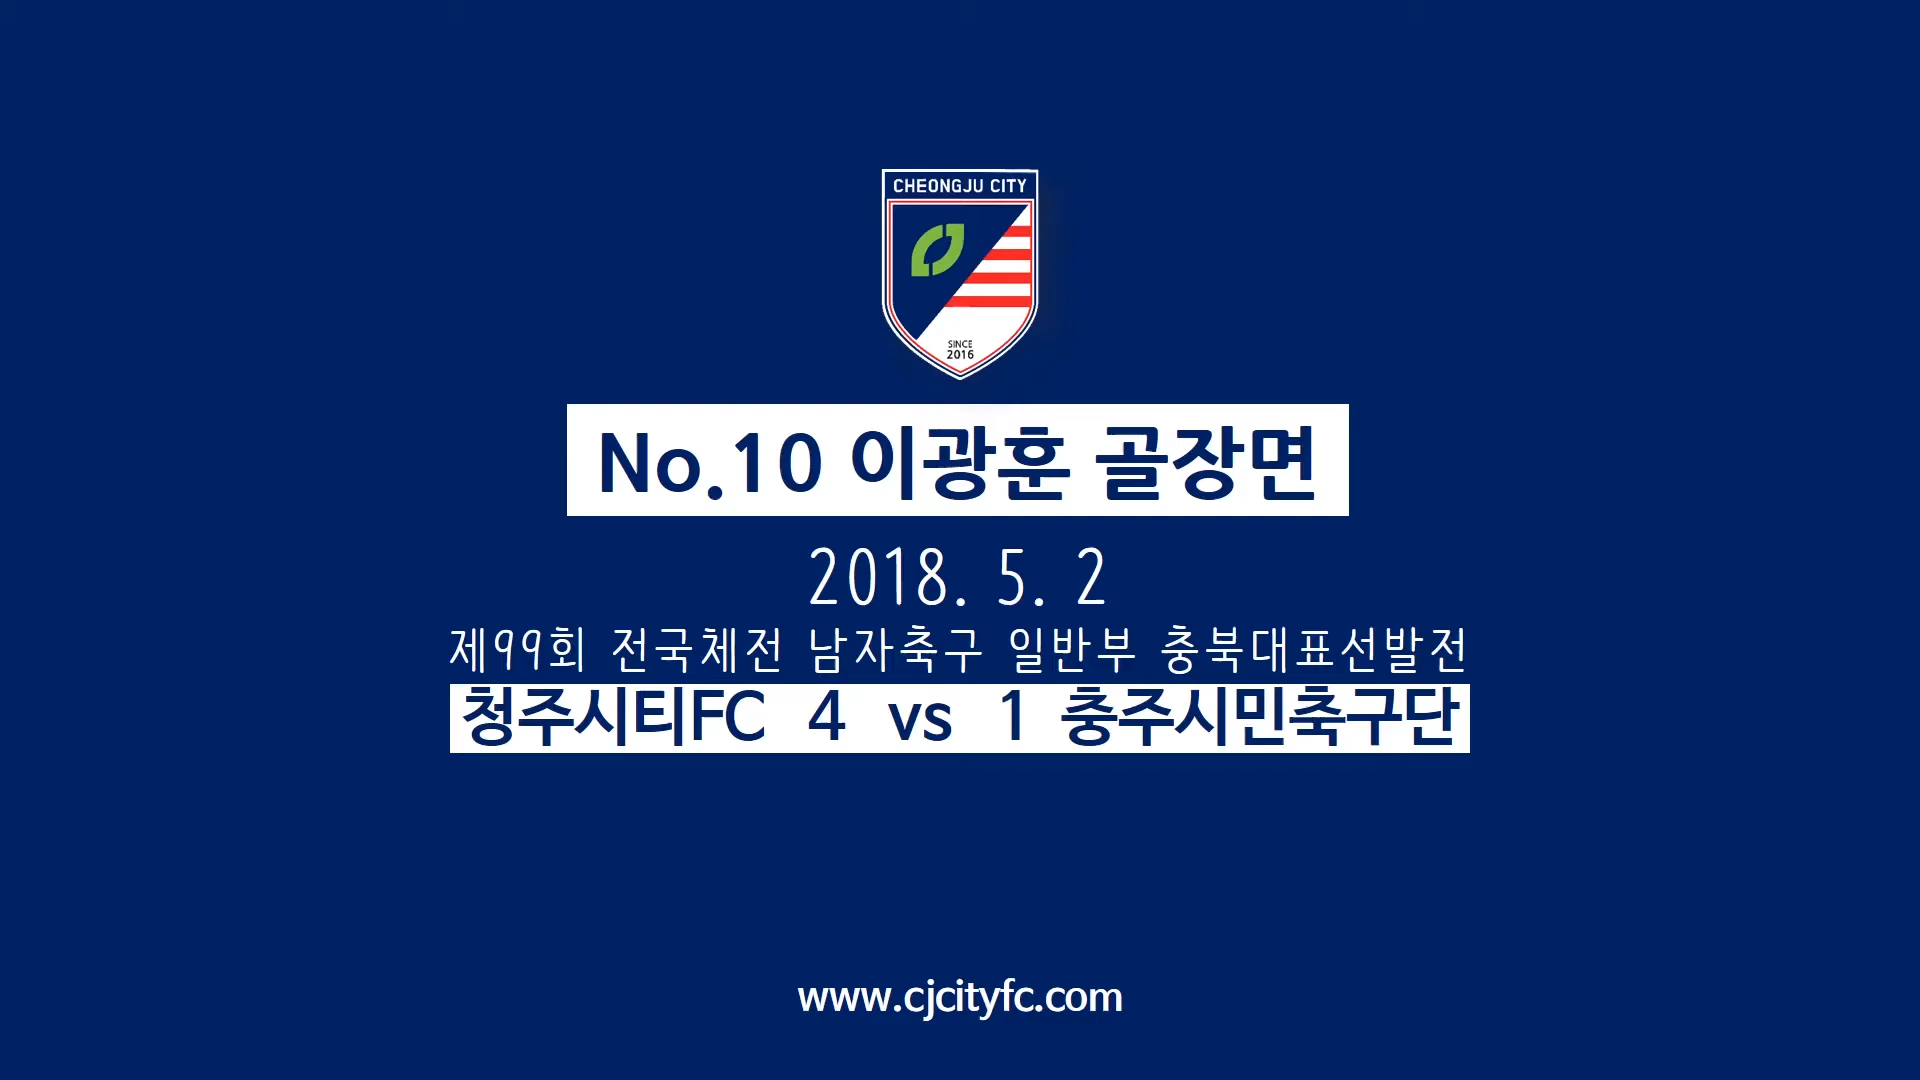 CHEONGJU CITY
SINCE
2016
No.10 이광훈 골장면
2018. 5. 2
제99회 전국체전 남자축구 일반부 충북대표선발전
청주시티FC 4 vs 1 충주시민축구단
www.cjcityfc.com